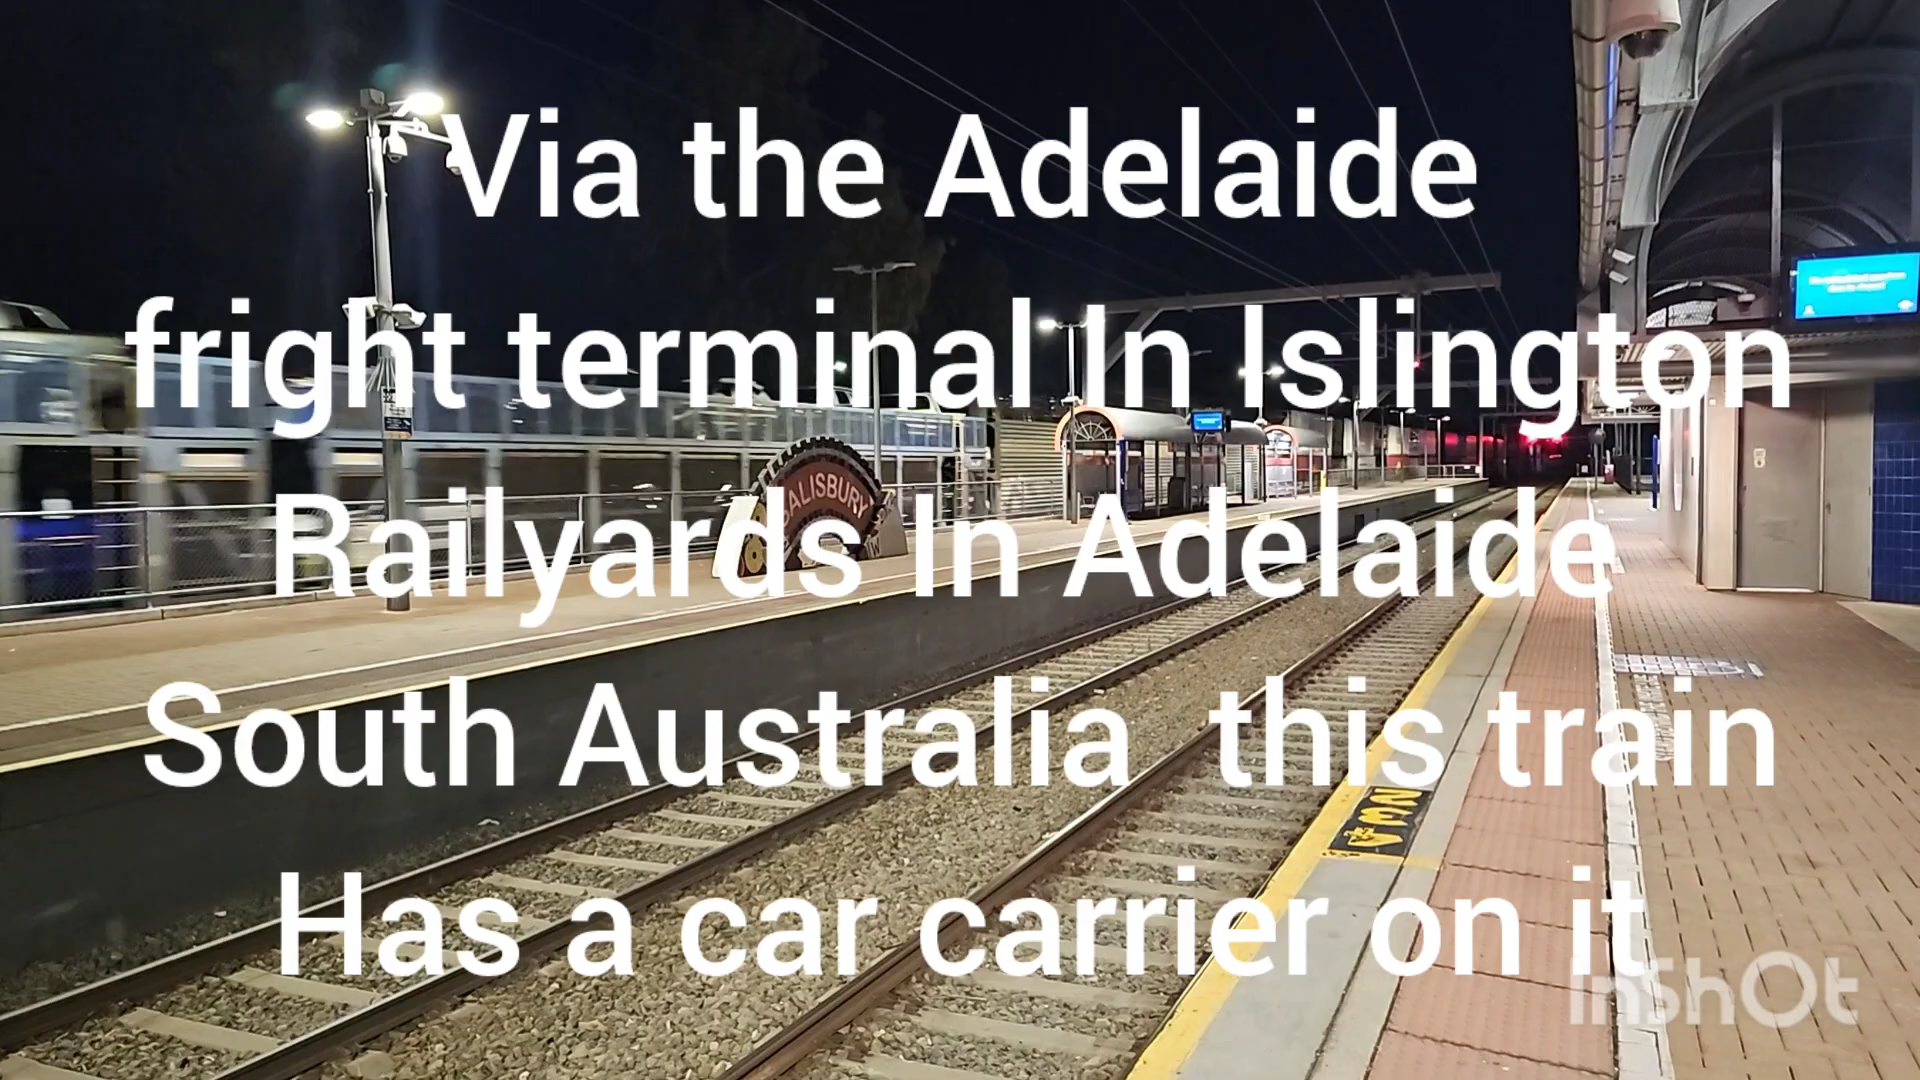 Via the Adelaide
fright terminal In Islington
Railyards In Adelaide
South Australia  this train
Has a car carrier on it
SALISBURY
InShOt